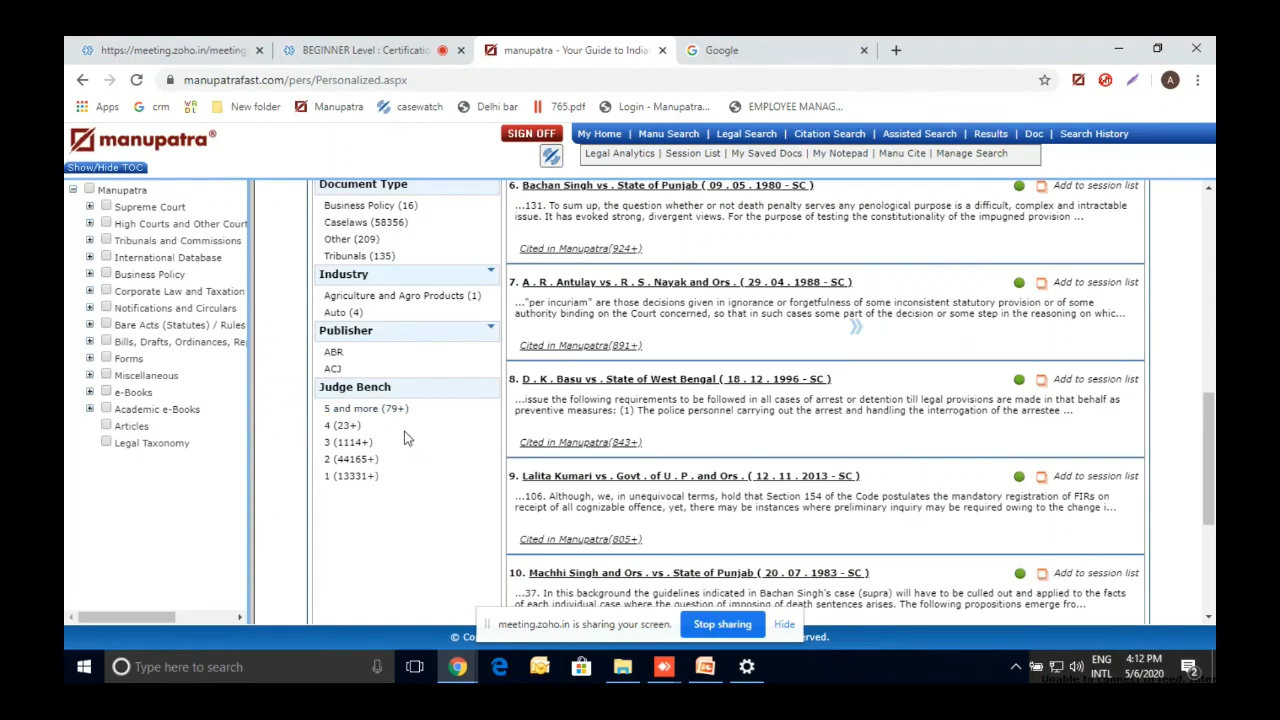 https://meeting.zoho.in/meeting
BEGINNER Level : Certificatio
manupatra - Your Guide to India
Google
manupatrafast.com/pers/Personalized.aspx
A
Apps
crm
New folder
Manupatra
casewatch
Delhi bar
765.pdf
Login - Manupatra...
EMPLOYEE MANAG...
manupatra®
SIGN OFF
My Home | Manu Search | Legal Search | Citation Search | Assisted Search | Results | Doc | Search History
Legal Analytics | Session List | My Saved Docs | My Notepad | Manu Cite | Manage Search
Show/Hide TOC
Manupatra
Supreme Court
High Courts and Other Court
Tribunals and Commissions
International Database
Business Policy
Corporate Law and Taxation
Notifications and Circulars
Bare Acts (Statutes) / Rules
Bills, Drafts, Ordinances, Re
Forms
Miscellaneous
e-Books
Academic e-Books
Articles
Legal Taxonomy
Document Type
Business Policy (16)
Caselaws (58356)
Other (209)
Tribunals (135)
Industry
Agriculture and Agro Products (1)
Auto (4)
Publisher
ABR
ACJ
Judge Bench
5 and more (79+)
4 (23+)
3 (1114+)
2 (44165+)
1 (13331+)
6. Bachan Singh vs. State of Punjab ( 09 . 05 . 1980 - SC )
Add to session list
...131. To sum up, the question whether or not death penalty serves any penological purpose is a difficult, complex and intractable
issue. It has evoked strong, divergent views. For the purpose of testing the constitutionality of the impugned provision ...
Cited in Manupatra(924+)
7. A . R . Antulay vs . R . S . Nayak and Ors . ( 29 . 04 . 1988 - SC )
Add to session list
..."per incuriam" are those decisions given in ignorance or forgetfulness of some inconsistent statutory provision or of some
authority binding on the Court concerned, so that in such cases some part of the decision or some step in the reasoning on whic...
Cited in Manupatra(891+)
8. D . K . Basu vs . State of West Bengal ( 18 . 12 . 1996 - SC )
Add to session list
...issue the following requirements to be followed in all cases of arrest or detention till legal provisions are made in that behalf as
preventive measures: (1) The police personnel carrying out the arrest and handling the interrogation of the arrestee ...
Cited in Manupatra(843+)
9. Lalita Kumari vs . Govt . of U . P . and Ors . ( 12 . 11 . 2013 - SC )
Add to session list
...106. Although, we, in unequivocal terms, hold that Section 154 of the Code postulates the mandatory registration of FIRs on
receipt of all cognizable offence, yet, there may be instances where preliminary inquiry may be required owing to the change i...
Cited in Manupatra(805+)
10. Machhi Singh and Ors . vs . State of Punjab ( 20 . 07 . 1983 - SC )
Add to session list
...37. In this background the guidelines indicated in Bachan Singh's case (supra) will have to be culled out and applied to the facts
of each individual case where the question of imposing of death sentences arises. The following propositions emerge fro...
meeting.zoho.in is sharing your screen.
Stop sharing
Hide
© Co
rved.
Type here to search
ENG
INTL
4:12 PM
5/6/2020
2